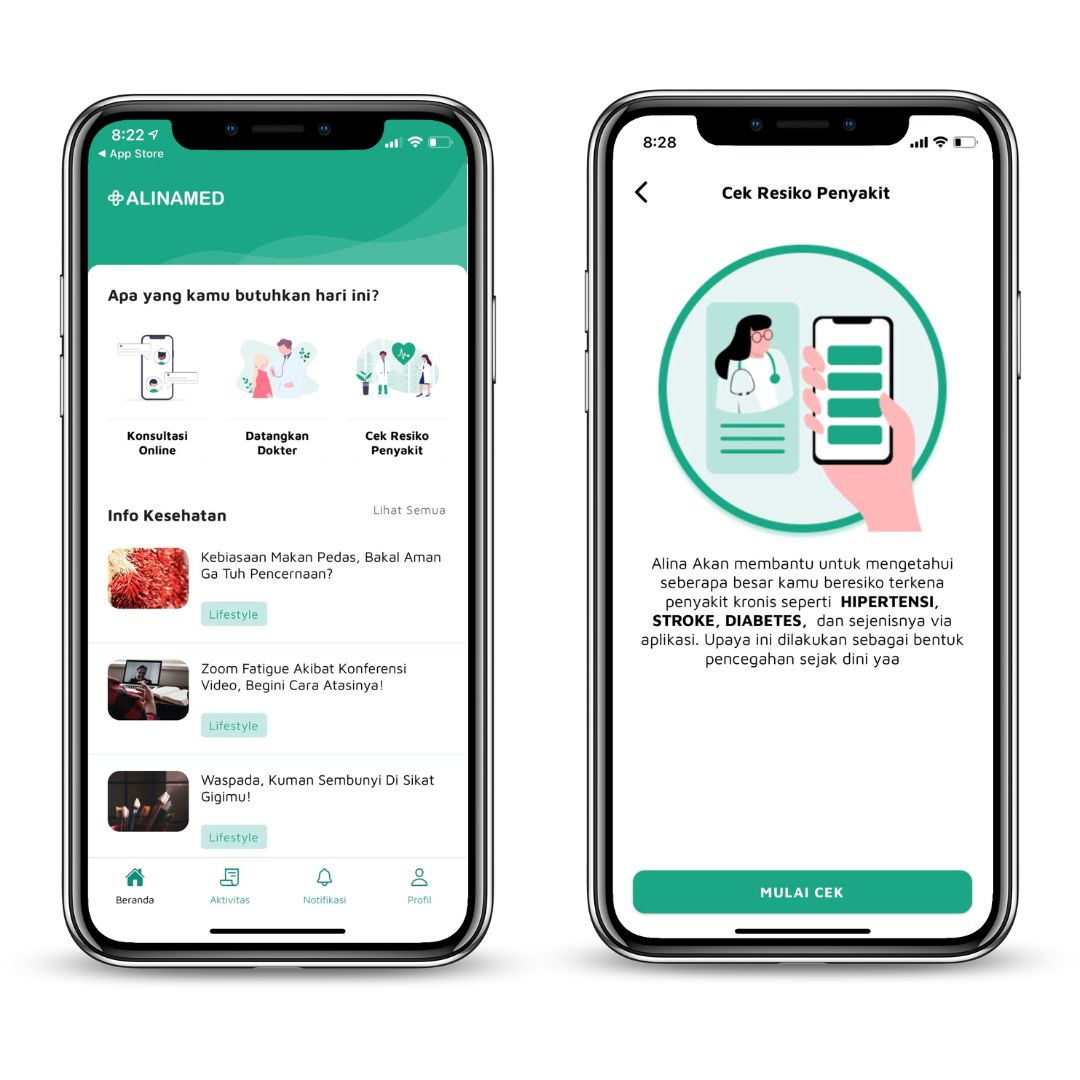 8:22
◀ App Store
ALINAMED
Apa yang kamu butuhkan hari ini?
Konsultasi
Online
Datangkan
Dokter
Cek Resiko
Penyakit
Info Kesehatan
Lihat Semua
Kebiasaan Makan Pedas, Bakal Aman
Ga Tuh Pencernaan?
Lifestyle
Zoom Fatigue Akibat Konferensi
Video, Begini Cara Atasinya!
Lifestyle
Waspada, Kuman Sembunyi Di Sikat
Gigimu!
Lifestyle
Beranda
Aktivitas
Notifikasi
Profil
8:28
Cek Resiko Penyakit
Alina Akan membantu untuk mengetahui
seberapa besar kamu beresiko terkena
penyakit kronis seperti HIPERTENSI,
STROKE, DIABETES, dan sejenisnya via
aplikasi. Upaya ini dilakukan sebagai bentuk
pencegahan sejak dini yaa
MULAI CEK